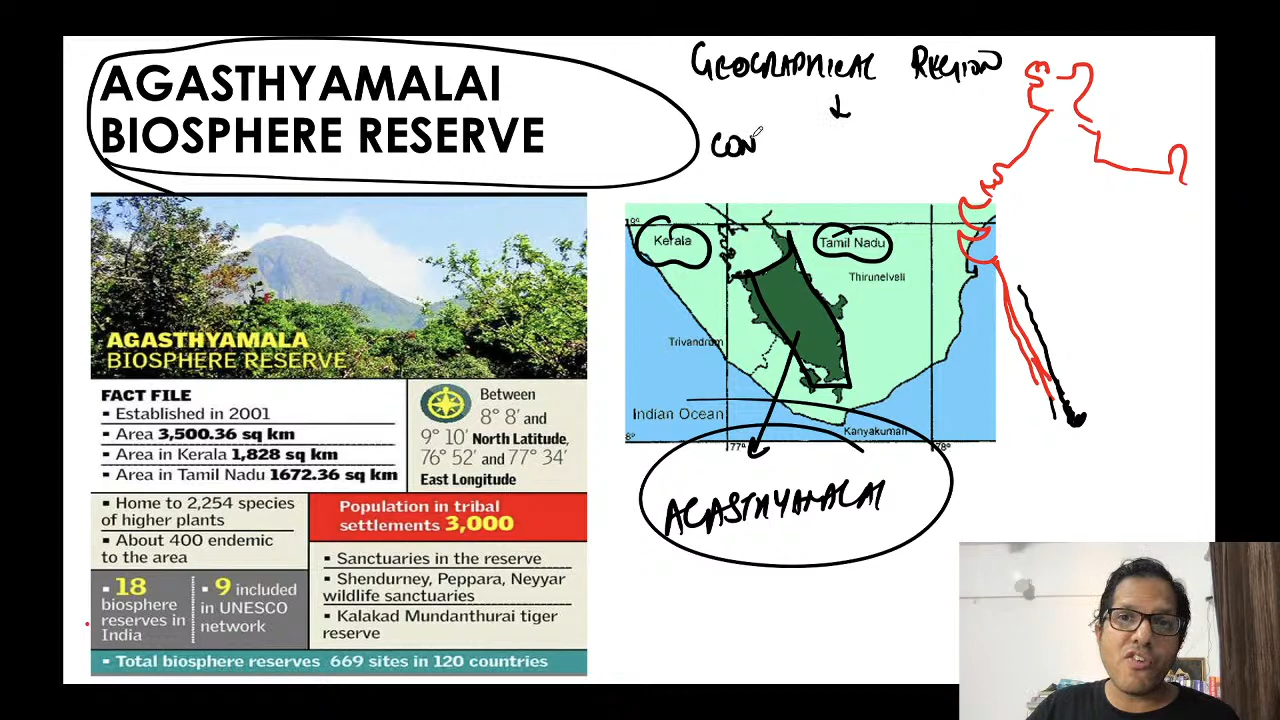 AGASTHYAMALAI
BIOSPHERE RESERVE
GEOGRAPHICAL REGION
CON
AGASTHYAMALA
BIOSPHERE RESERVE
FACT FILE
▪ Established in 2001
▪ Area 3,500.36 sq km
▪ Area in Kerala 1,828 sq km
▪ Area in Tamil Nadu 1672.36 sq km
Between
8° 8′ and
9° 10′ North Latitude,
76° 52′ and 77° 34′
East Longitude
▪ Home to 2,254 species
of higher plants
▪ About 400 endemic
to the area
Population in tribal
settlements 3,000
▪ 18
biosphere
reserves in
India
▪ 9 included
in UNESCO
network
▪ Sanctuaries in the reserve
▪ Shendurney, Peppara, Neyyar
wildlife sanctuaries
▪ Kalakad Mundanthurai tiger
reserve
▪ Total biosphere reserves 669 sites in 120 countries
Kerala
Tamil Nadu
Thirunelveli
Trivandrum
Indian Ocean
Kanyakumari
8°
77°
78°
AGASTHYAMALAI